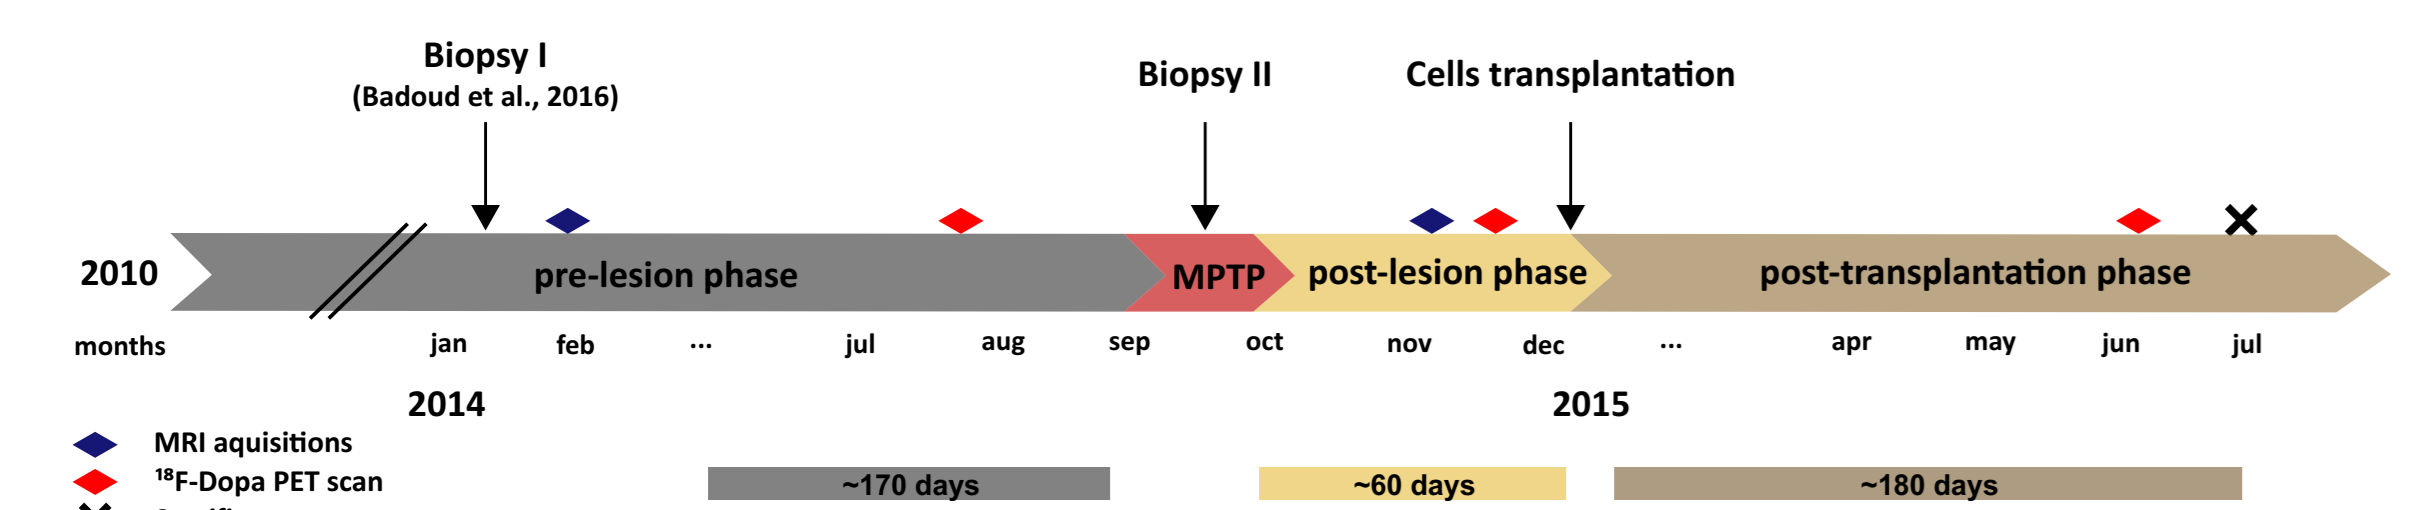 Biopsy I
(Badoud et al., 2016)
Biopsy II
Cells transplantation
2010
pre-lesion phase
MPTP
post-lesion phase
post-transplantation phase
months
jan
feb
...
jul
aug
sep
oct
nov
dec
...
apr
may
jun
jul
2014
2015
MRI aquisitions
¹⁸F-Dopa PET scan
~170 days
~60 days
~180 days